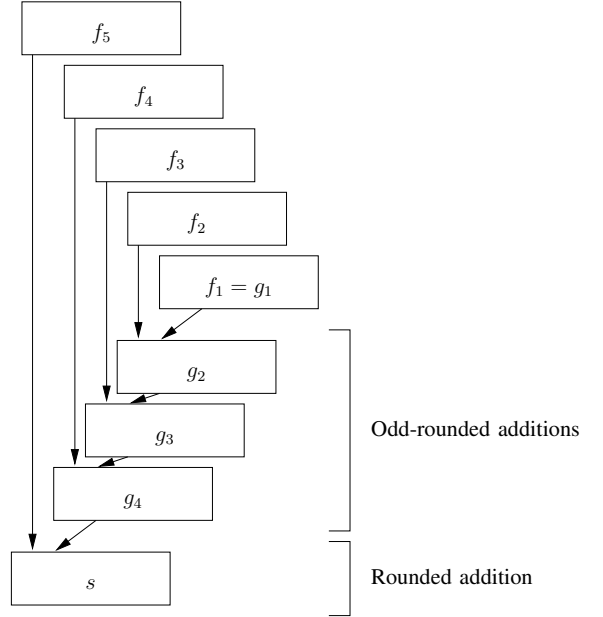 f₅
f₄
f₃
f₂
f₁ = g₁
g₂
g₃
Odd-rounded additions
g₄
s
Rounded addition